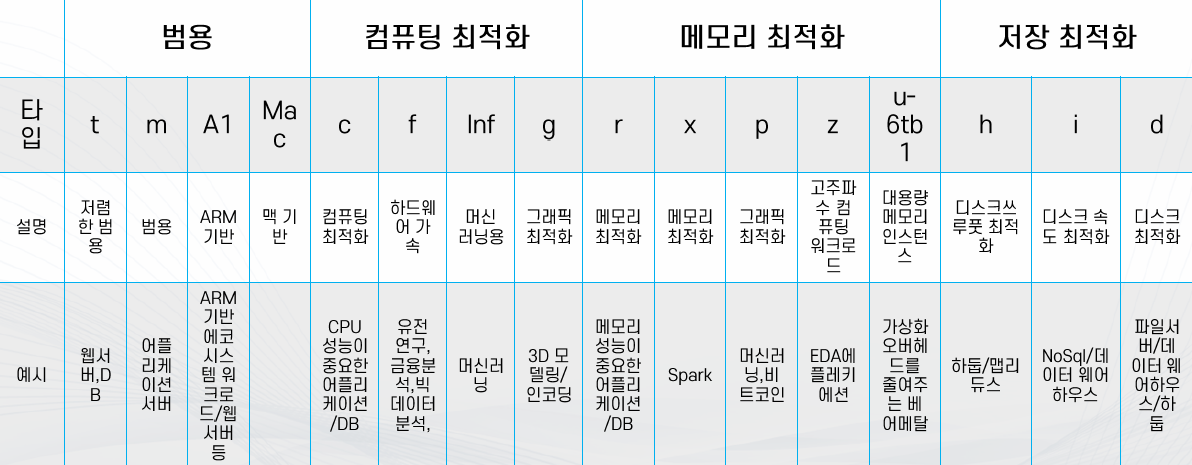 범용
컴퓨팅 최적화
메모리 최적화
저장 최적화
타
입
t
m
A1
Ma
c
c
f
Inf
g
r
x
p
z
u-
6tb
1
h
i
d
설명
저렴
한 범
용
범용
ARM
기반
맥 기
반
컴퓨팅
최적화
하드웨
어 가
속
머신
러닝용
그래픽
최적화
메모리
최적화
메모리
최적화
그래픽
최적화
고주파
수 컴
퓨팅
워크로
드
대용량
메모리
인스턴
스
디스크쓰
루풋 최적
화
디스크 속
도 최적화
디스크
최적화
예시
웹서
버,D
B
어플
리케
이션
서버
ARM
기반
에코
시스
템 워
크로
드/웹
서버
등
CPU
성능이
중요한
어플리
케이션
/DB
유전
연구,
금융분
석,빅
데이터
분석,
머신러
닝
3D 모
델링/
인코딩
메모리
성능이
중요한
어플리
케이션
/DB
Spark
머신러
닝,비
트코인
EDA에
플레키
에션
가상화
오버헤
드를
줄여주
는 베
어메탈
하둡/맵리
듀스
NoSql/데
이터 웨어
하우스
파일서
버/데
이터 웨
어하우
스/하
둡